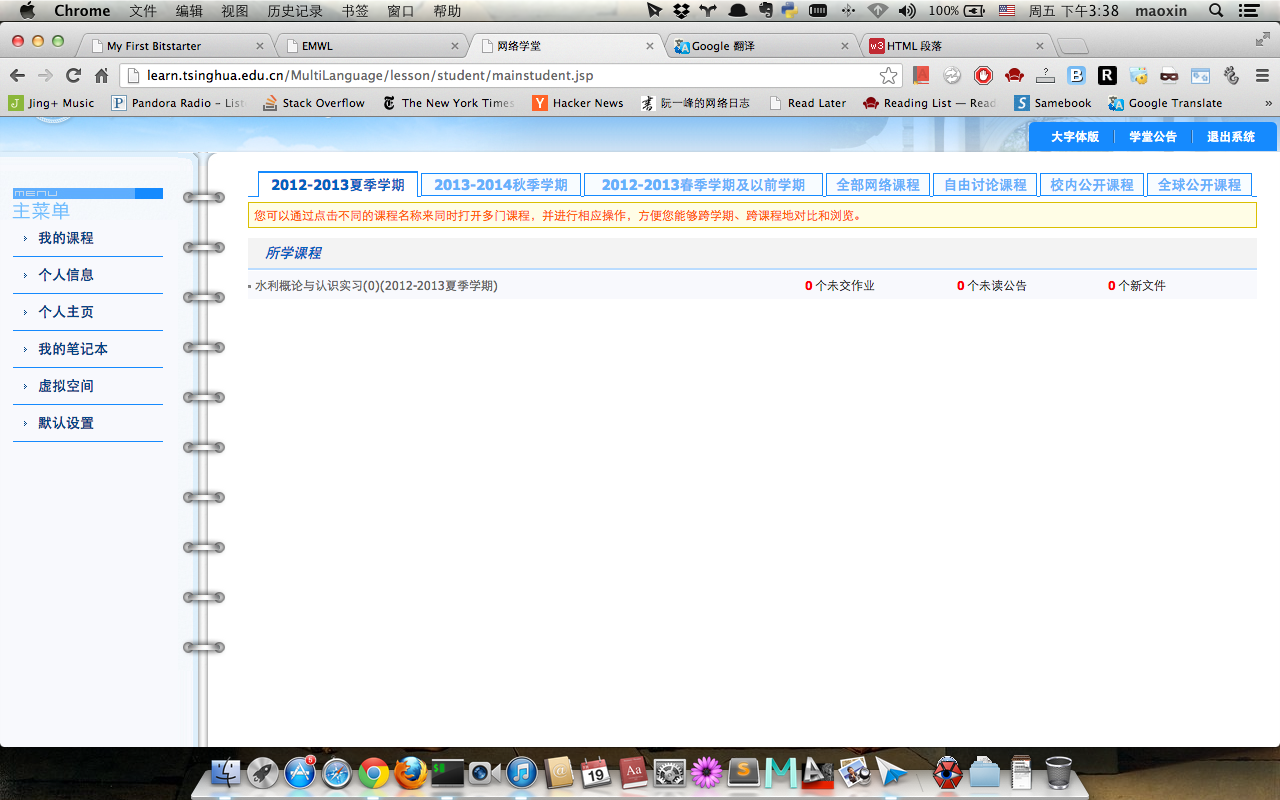 Chrome 文件 编辑 视图 历史记录 书签 窗口 帮助 100% 周五 下午3:38 maoxin
My First Bitstarter EMWL 网络学堂 Google 翻译 w3 HTML 段落
learn.tsinghua.edu.cn/MultiLanguage/lesson/student/mainstudent.jsp
Jing+ Music Pandora Radio – List Stack Overflow The New York Times Hacker News 阮一峰的网络日志 Read Later Reading List — Read Samebook Google Translate »
大字体版 学堂公告 退出系统
2012-2013夏季学期 2013-2014秋季学期 2012-2013春季学期及以前学期 全部网络课程 自由讨论课程 校内公开课程 全球公开课程
MENU
主菜单
我的课程
个人信息
个人主页
我的笔记本
虚拟空间
默认设置
您可以通过点击不同的课程名称来同时打开多门课程，并进行相应操作，方便您能够跨学期、跨课程地对比和浏览。
所学课程
水利概论与认识实习(0)(2012-2013夏季学期) 0 个未交作业 0 个未读公告 0 个新文件
5
19
Aa